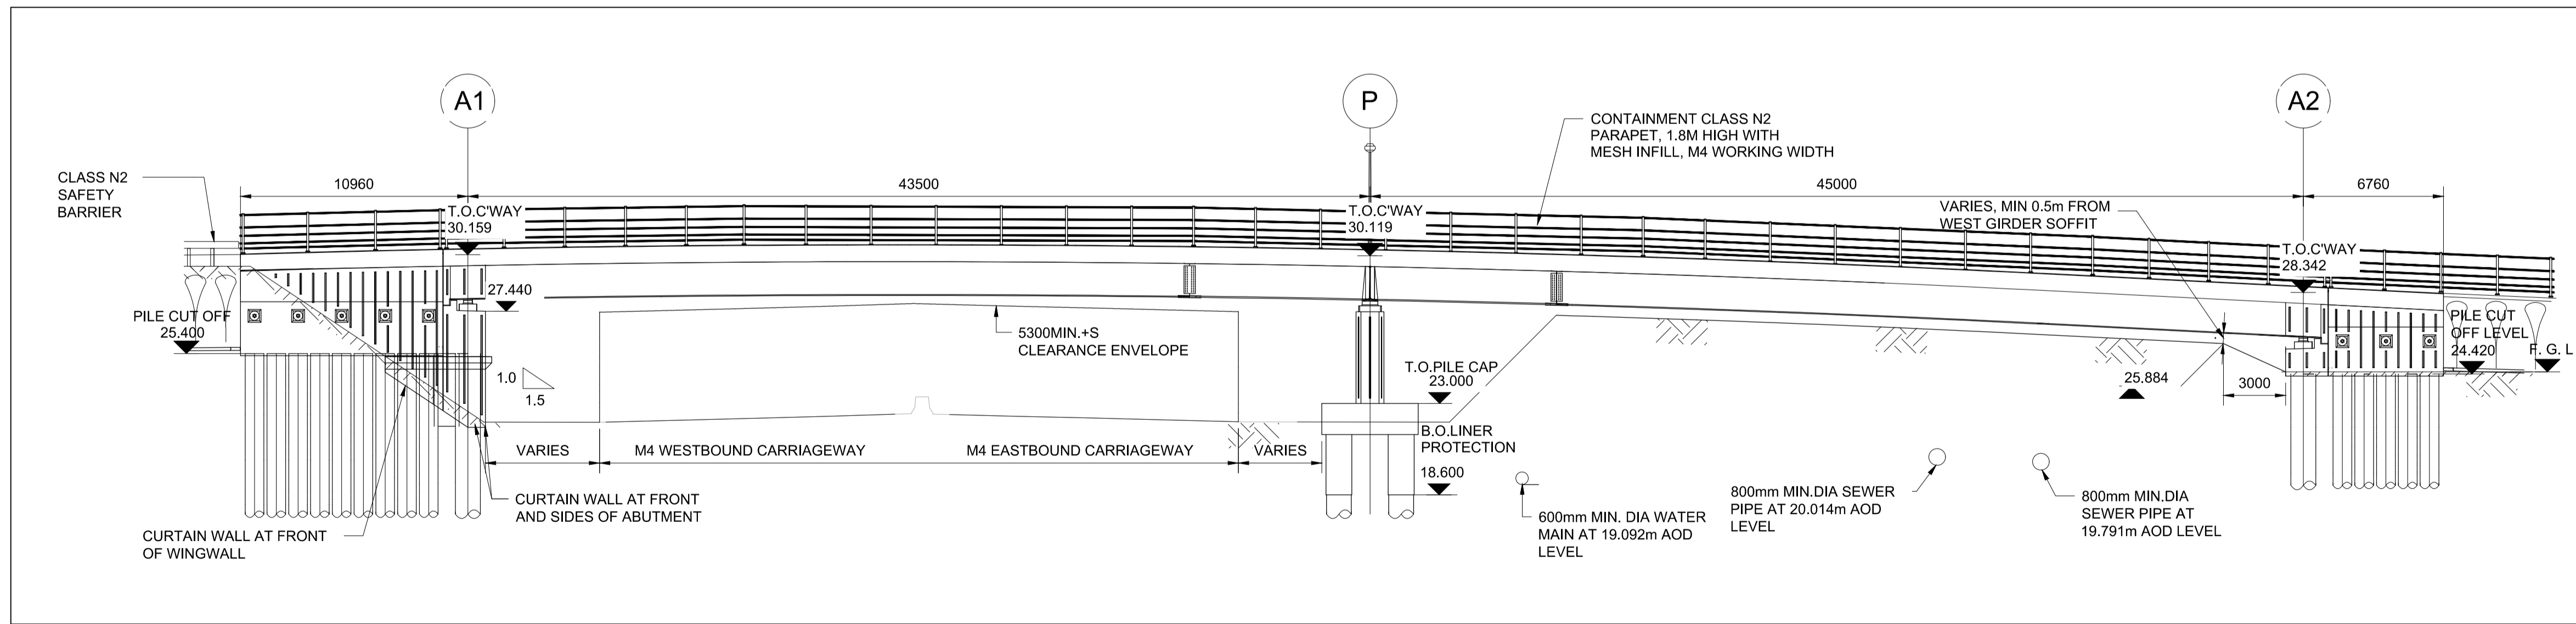 A1
P
A2
CONTAINMENT CLASS N2
PARAPET, 1.8M HIGH WITH
MESH INFILL, M4 WORKING WIDTH
CLASS N2
SAFETY
BARRIER
10960
43500
45000
6760
T.O.C'WAY
30.159
T.O.C'WAY
30.119
VARIES, MIN 0.5m FROM
WEST GIRDER SOFFIT
T.O.C'WAY
28.342
27.440
PILE CUT OFF
25.400
5300MIN.+S
CLEARANCE ENVELOPE
PILE CUT
OFF LEVEL
24.420
F. G. L
1.0
1.5
T.O.PILE CAP
23.000
25.884
3000
B.O.LINER
PROTECTION
18.600
VARIES
M4 WESTBOUND CARRIAGEWAY
M4 EASTBOUND CARRIAGEWAY
VARIES
CURTAIN WALL AT FRONT
AND SIDES OF ABUTMENT
CURTAIN WALL AT FRONT
OF WINGWALL
600mm MIN. DIA WATER
MAIN AT 19.092m AOD
LEVEL
800mm MIN.DIA SEWER
PIPE AT 20.014m AOD
LEVEL
800mm MIN.DIA
SEWER PIPE AT
19.791m AOD LEVEL